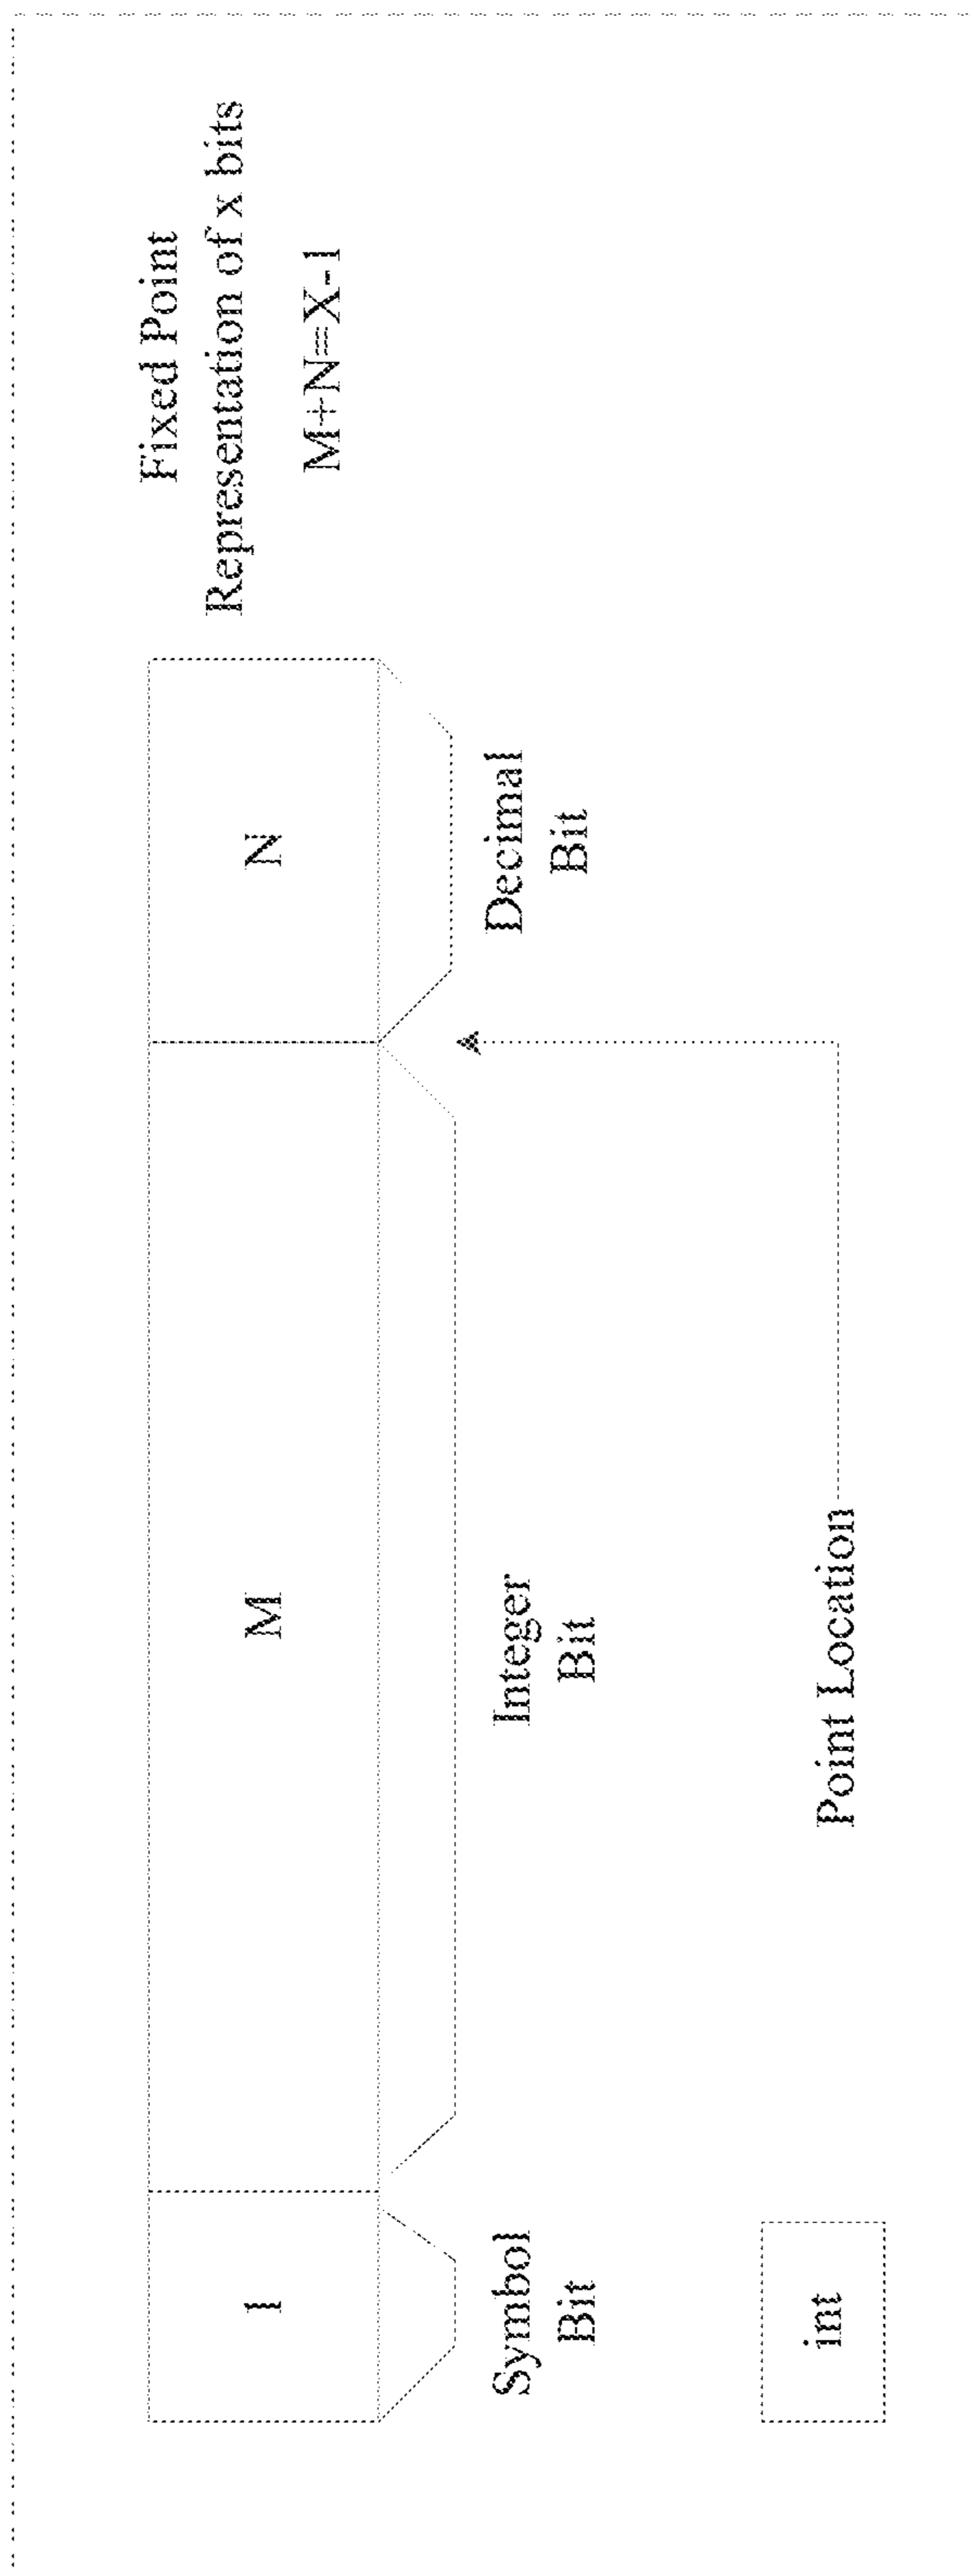 1
M
N
Fixed Point
Representation of x bits
M+N=X-1
Symbol
Bit
Integer
Bit
Decimal
Bit
int
Point Location